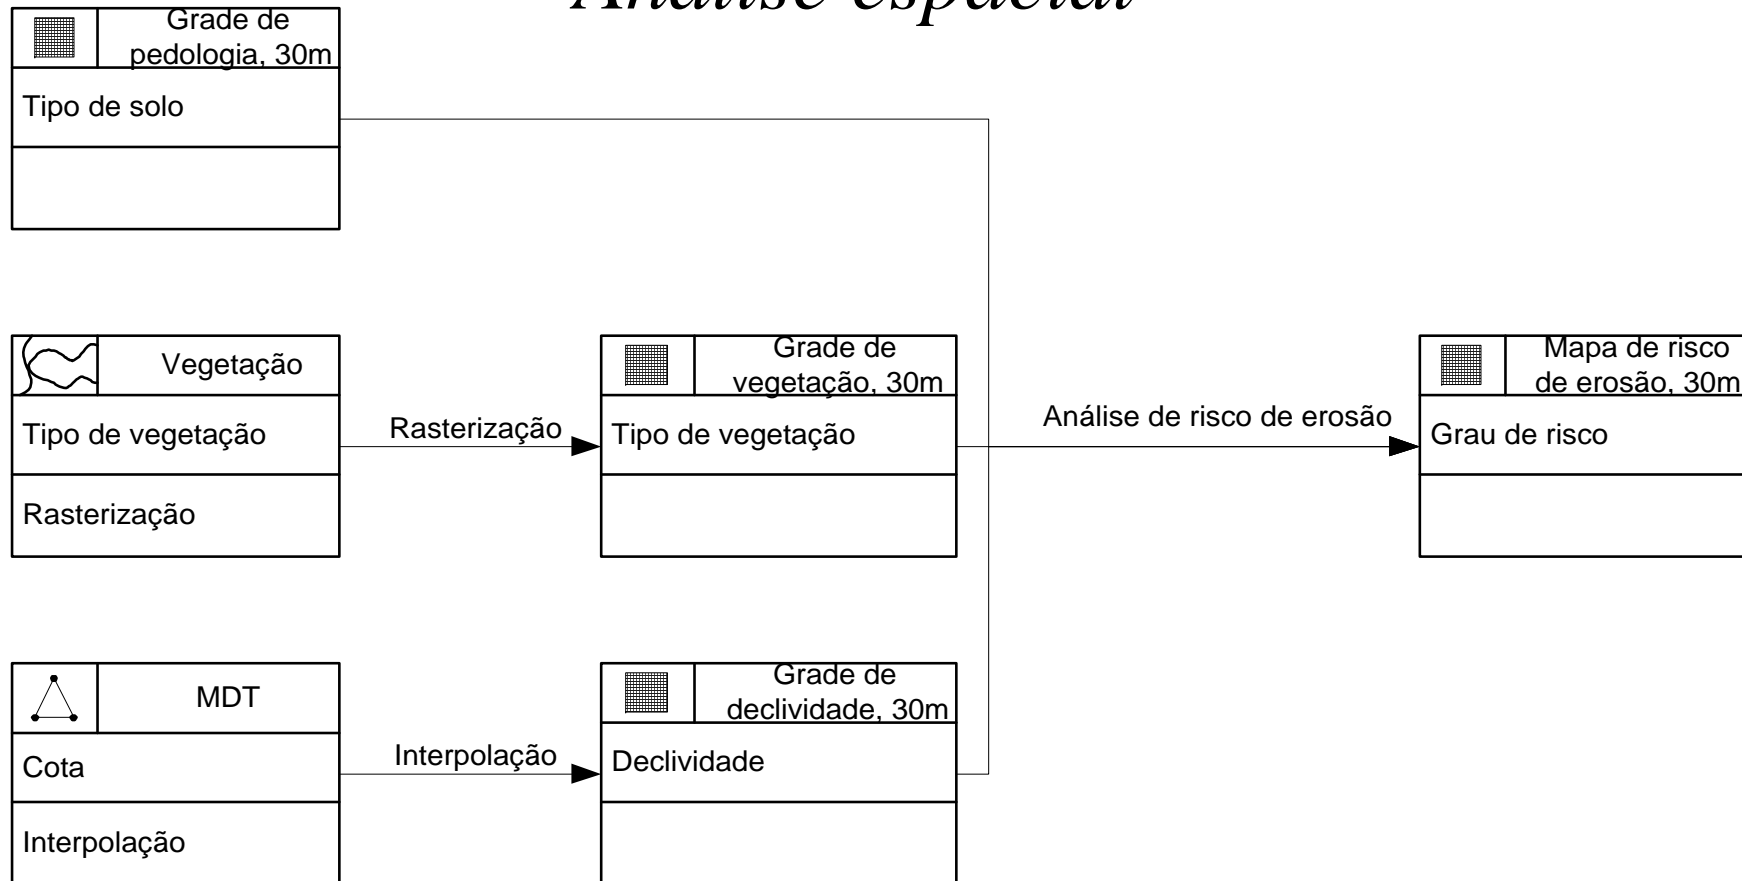 Análise espacial
Grade de
pedologia, 30m
Tipo de solo
Vegetação
Tipo de vegetação
Rasterização
Rasterização
Grade de
vegetação, 30m
Tipo de vegetação
Análise de risco de erosão
Mapa de risco
de erosão, 30m
Grau de risco
MDT
Cota
Interpolação
Interpolação
Grade de
declividade, 30m
Declividade